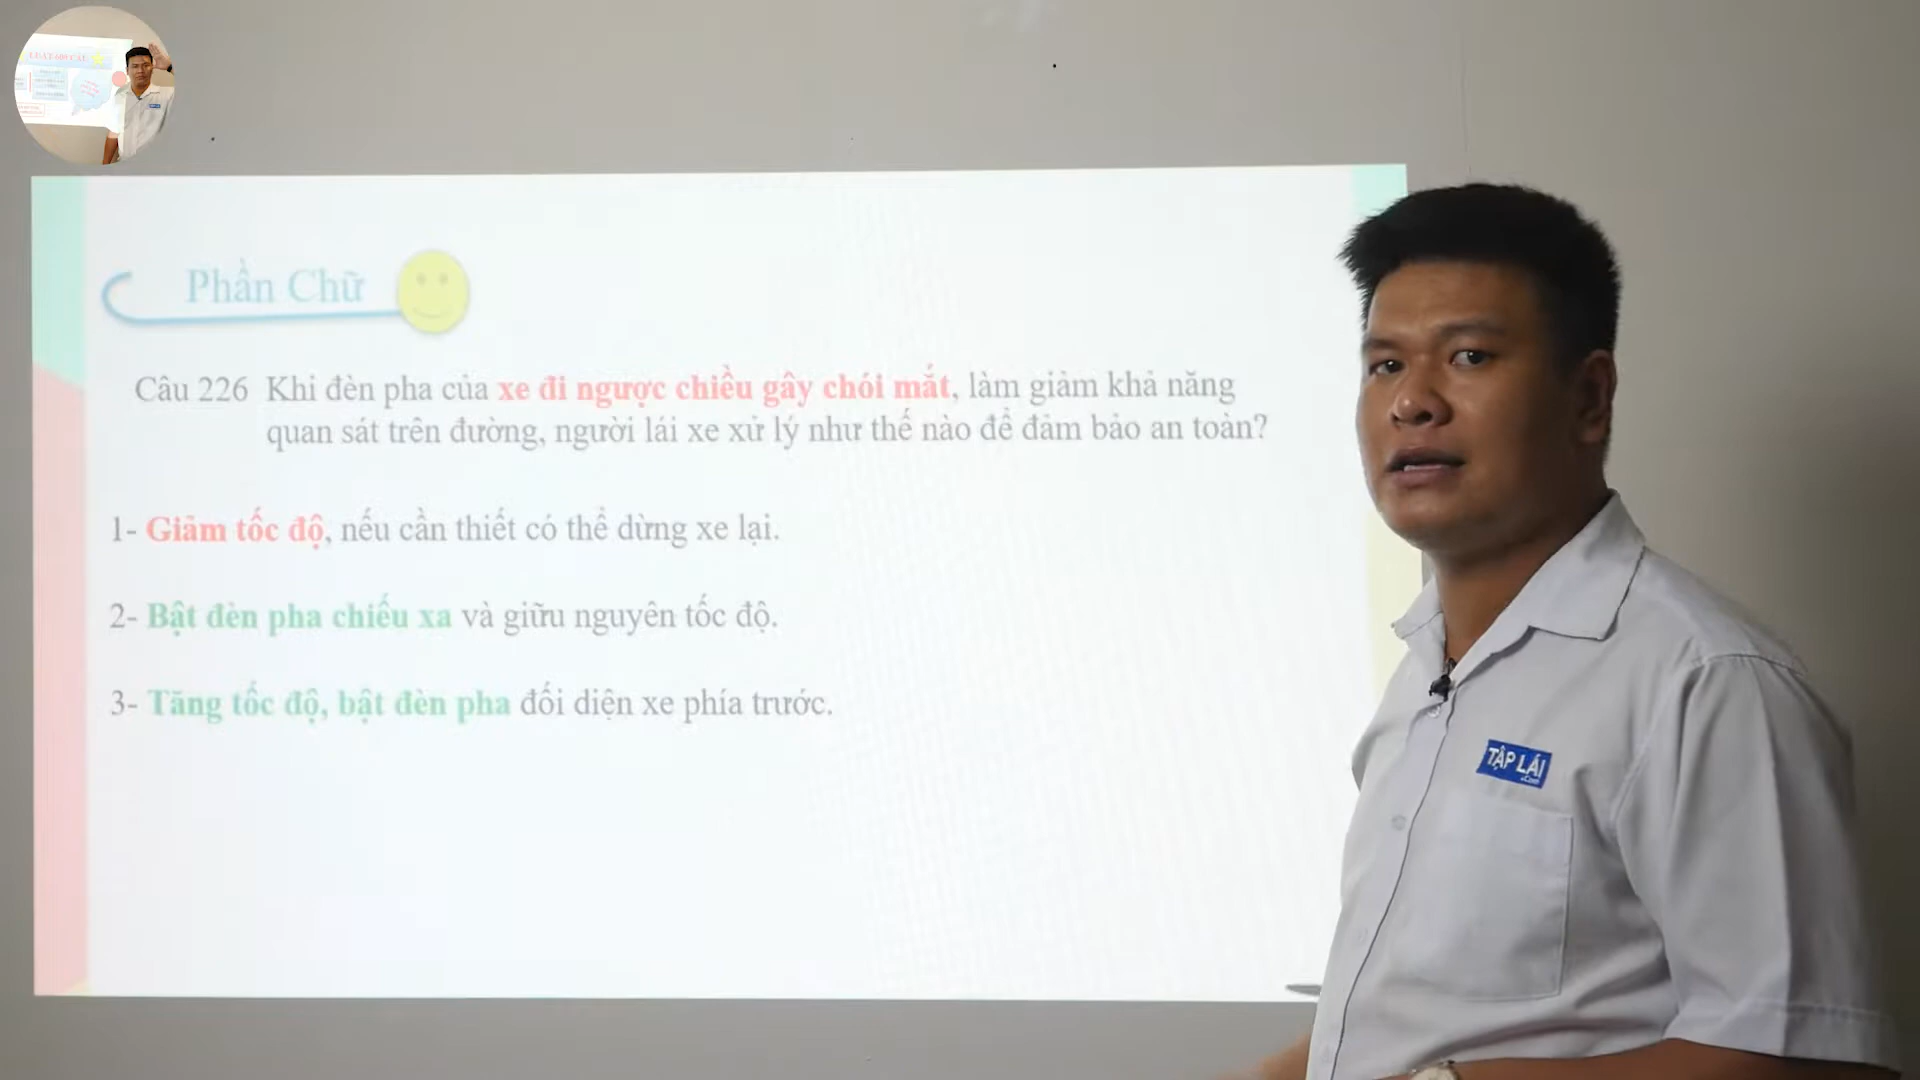 Phần Chữ
Câu 226 Khi đèn pha của xe đi ngược chiều gây chói mắt, làm giảm khả năng
quan sát trên đường, người lái xe xử lý như thế nào để đảm bảo an toàn?
1- Giảm tốc độ, nếu cần thiết có thể dừng xe lại.
2- Bật đèn pha chiếu xa và giữu nguyên tốc độ.
3- Tăng tốc độ, bật đèn pha đối diện xe phía trước.
TẬP LÁI
.Com